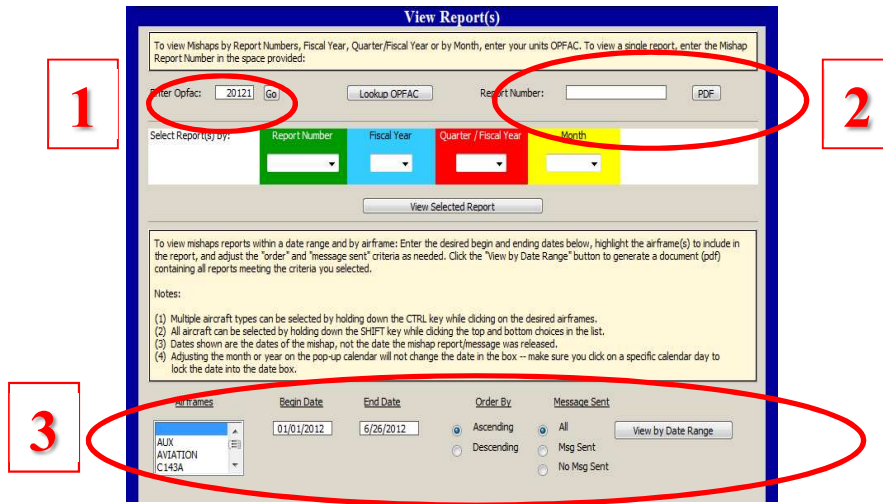 View Report(s)
To view Mishaps by Report Numbers, Fiscal Year, Quarter/Fiscal Year or by Month, enter your units OPFAC. To view a single report, enter the Mishap
Report Number in the space provided:
1
Enter Opfac: 20121 Go Lookup OPFAC Report Number: PDF
2
Select Report(s) by: Report Number Fiscal Year Quarter / Fiscal Year Month
View Selected Report
To view mishaps reports within a date range and by airframe: Enter the desired begin and ending dates below, highlight the airframe(s) to include in
the report, and adjust the "order" and "message sent" criteria as needed. Click the "View by Date Range" button to generate a document (pdf)
containing all reports meeting the criteria you selected.
Notes:
(1) Multiple aircraft types can be selected by holding down the CTRL key while clicking on the desired airframes.
(2) All aircraft can be selected by holding down the SHIFT key while clicking the top and bottom choices in the list.
(3) Dates shown are the dates of the mishap, not the date the mishap report/message was released.
(4) Adjusting the month or year on the pop-up calendar will not change the date in the box -- make sure you click on a specific calendar day to
lock the date into the date box.
3
Airframes Begin Date End Date Order By Message Sent
01/01/2012 6/26/2012 Ascending All View by Date Range
AUX
AVIATION Descending Msg Sent
C143A No Msg Sent